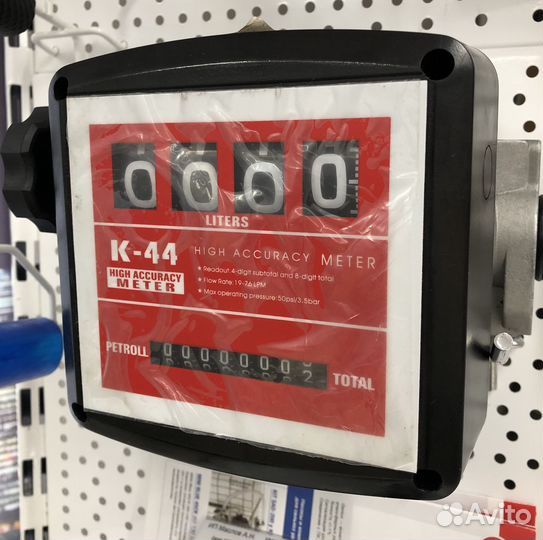 0000
LITERS
K-44 HIGH ACCURACY METER
HIGH ACCURACY
METER
Readout: 4-digit subtotal and 8-digit total
Flow Rate: 19-76 LPM
Max operating pressure: 50psi/3.5bar
PETROLL 0000000 TOTAL
Avito